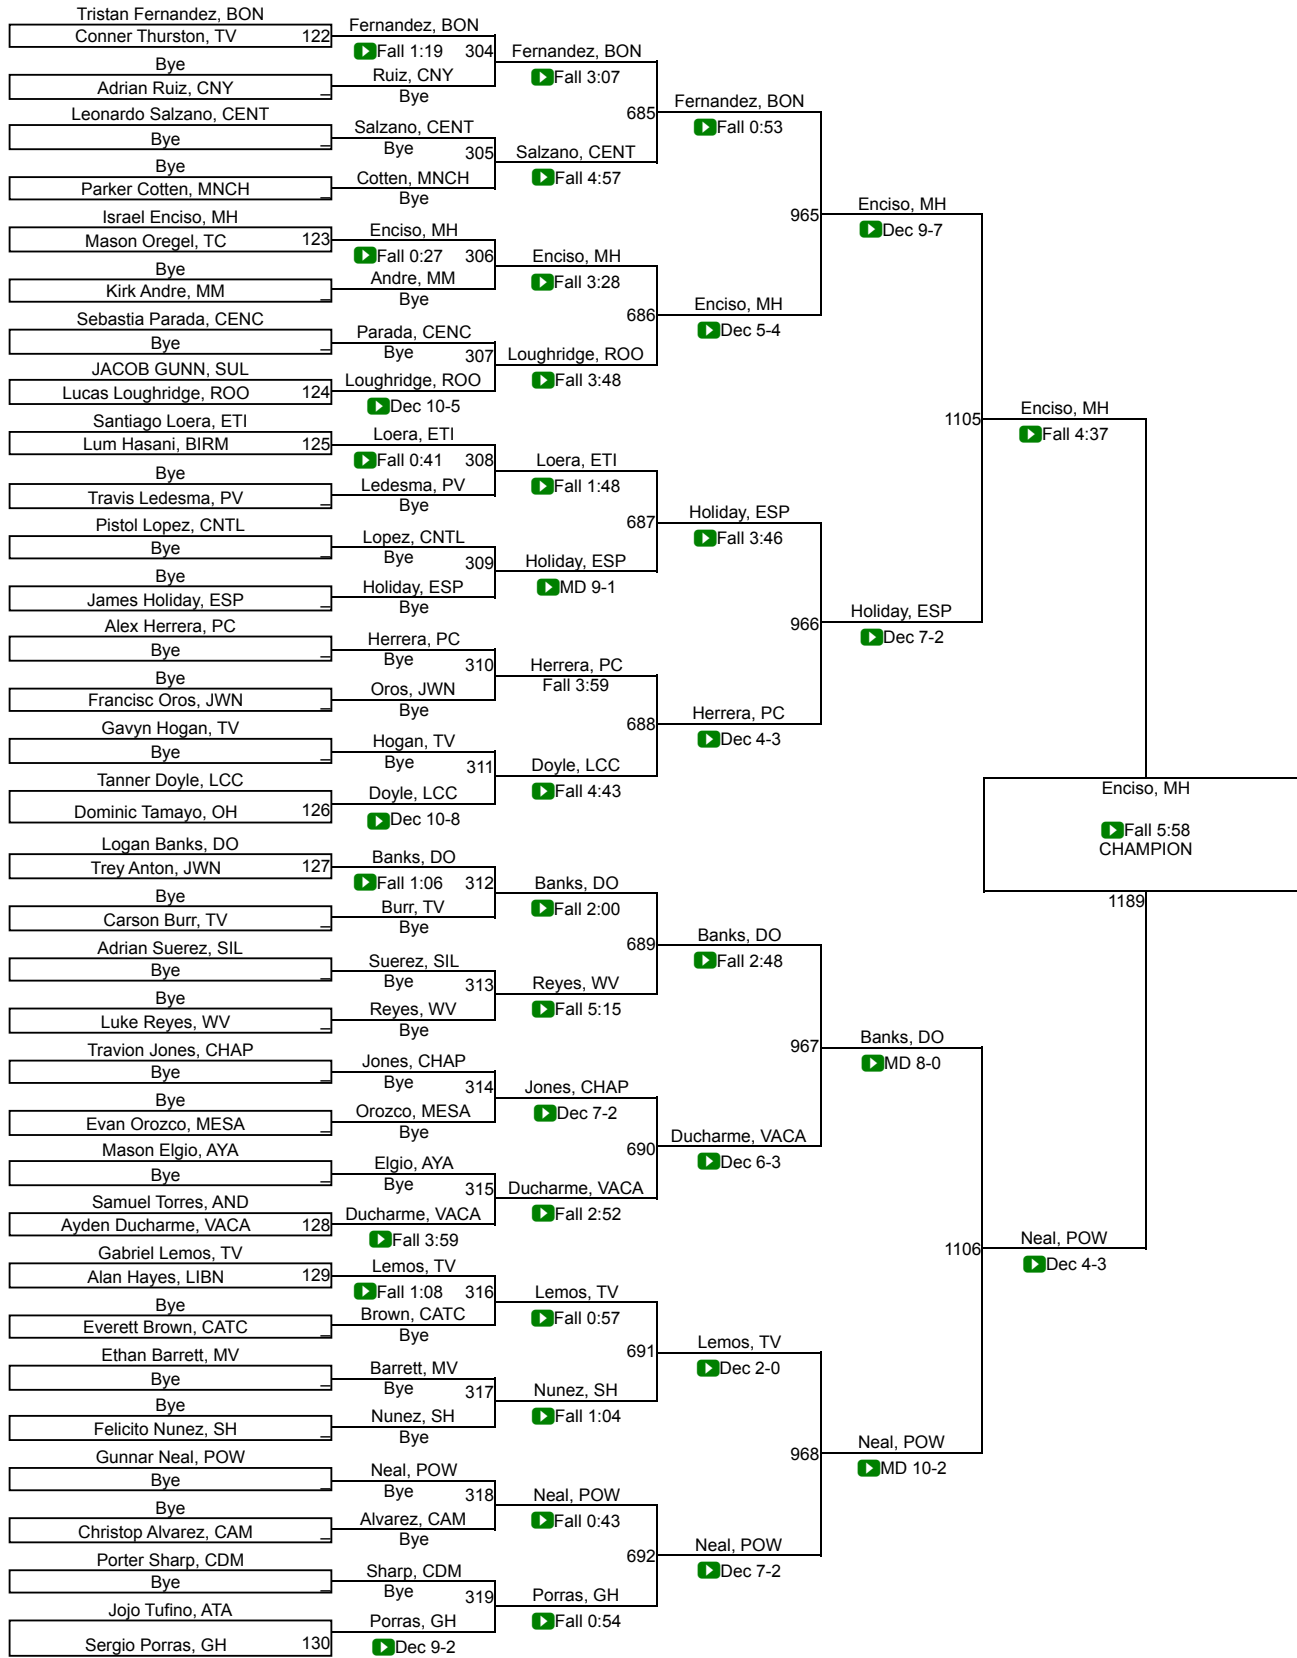 Tristan Fernandez, BON
Conner Thurston, TV 122
Bye
Adrian Ruiz, CNY _
Leonardo Salzano, CENT
Bye _
Bye
Parker Cotten, MNCH _
Israel Enciso, MH
Mason Oregel, TC 123
Bye
Kirk Andre, MM _
Sebastia Parada, CENC
Bye _
JACOB GUNN, SUL
Lucas Loughridge, ROO 124
Santiago Loera, ETI
Lum Hasani, BIRM 125
Bye
Travis Ledesma, PV _
Pistol Lopez, CNTL
Bye _
Bye
James Holiday, ESP _
Alex Herrera, PC
Bye _
Bye
Francisc Oros, JWN _
Gavyn Hogan, TV
Bye _
Tanner Doyle, LCC
Dominic Tamayo, OH 126
Logan Banks, DO
Trey Anton, JWN 127
Bye
Carson Burr, TV _
Adrian Suerez, SIL
Bye _
Bye
Luke Reyes, WV _
Travion Jones, CHAP
Bye _
Bye
Evan Orozco, MESA _
Mason Elgio, AYA
Bye _
Samuel Torres, AND
Ayden Ducharme, VACA 128
Gabriel Lemos, TV
Alan Hayes, LIBN 129
Bye
Everett Brown, CATC _
Ethan Barrett, MV
Bye _
Bye
Felicito Nunez, SH _
Gunnar Neal, POW
Bye _
Bye
Christop Alvarez, CAM _
Porter Sharp, CDM
Bye _
Jojo Tufino, ATA
Sergio Porras, GH 130
Fernandez, BON
Fall 1:19 304
Ruiz, CNY
Bye
Salzano, CENT
Bye 305
Cotten, MNCH
Bye
Enciso, MH
Fall 0:27 306
Andre, MM
Bye
Parada, CENC
Bye 307
Loughridge, ROO
Dec 10-5
Loera, ETI
Fall 0:41 308
Ledesma, PV
Bye
Lopez, CNTL
Bye 309
Holiday, ESP
Bye
Herrera, PC
Bye 310
Oros, JWN
Bye
Hogan, TV
Bye 311
Doyle, LCC
Dec 10-8
Banks, DO
Fall 1:06 312
Burr, TV
Bye
Suerez, SIL
Bye 313
Reyes, WV
Bye
Jones, CHAP
Bye 314
Orozco, MESA
Bye
Elgio, AYA
Bye 315
Ducharme, VACA
Fall 3:59
Lemos, TV
Fall 1:08 316
Brown, CATC
Bye
Barrett, MV
Bye 317
Nunez, SH
Bye
Neal, POW
Bye 318
Alvarez, CAM
Bye
Sharp, CDM
Bye 319
Porras, GH
Dec 9-2
Fernandez, BON
Fall 3:07
685
Salzano, CENT
Fall 4:57
Enciso, MH
Fall 3:28
686
Loughridge, ROO
Fall 3:48
Loera, ETI
Fall 1:48
687
Holiday, ESP
MD 9-1
Herrera, PC
Fall 3:59
688
Doyle, LCC
Fall 4:43
Banks, DO
Fall 2:00
689
Reyes, WV
Fall 5:15
Jones, CHAP
Dec 7-2
690
Ducharme, VACA
Fall 2:52
Lemos, TV
Fall 0:57
691
Nunez, SH
Fall 1:04
Neal, POW
Fall 0:43
692
Porras, GH
Fall 0:54
Fernandez, BON
Fall 0:53
965
Enciso, MH
Dec 5-4
Holiday, ESP
Fall 3:46
966
Herrera, PC
Dec 4-3
Banks, DO
Fall 2:48
967
Ducharme, VACA
Dec 6-3
Lemos, TV
Dec 2-0
968
Neal, POW
Dec 7-2
Enciso, MH
Dec 9-7
1105
Holiday, ESP
Dec 7-2
Banks, DO
MD 8-0
1106
Neal, POW
MD 10-2
Enciso, MH
Fall 4:37
Enciso, MH
Fall 5:58
CHAMPION
1189
Neal, POW
Dec 4-3